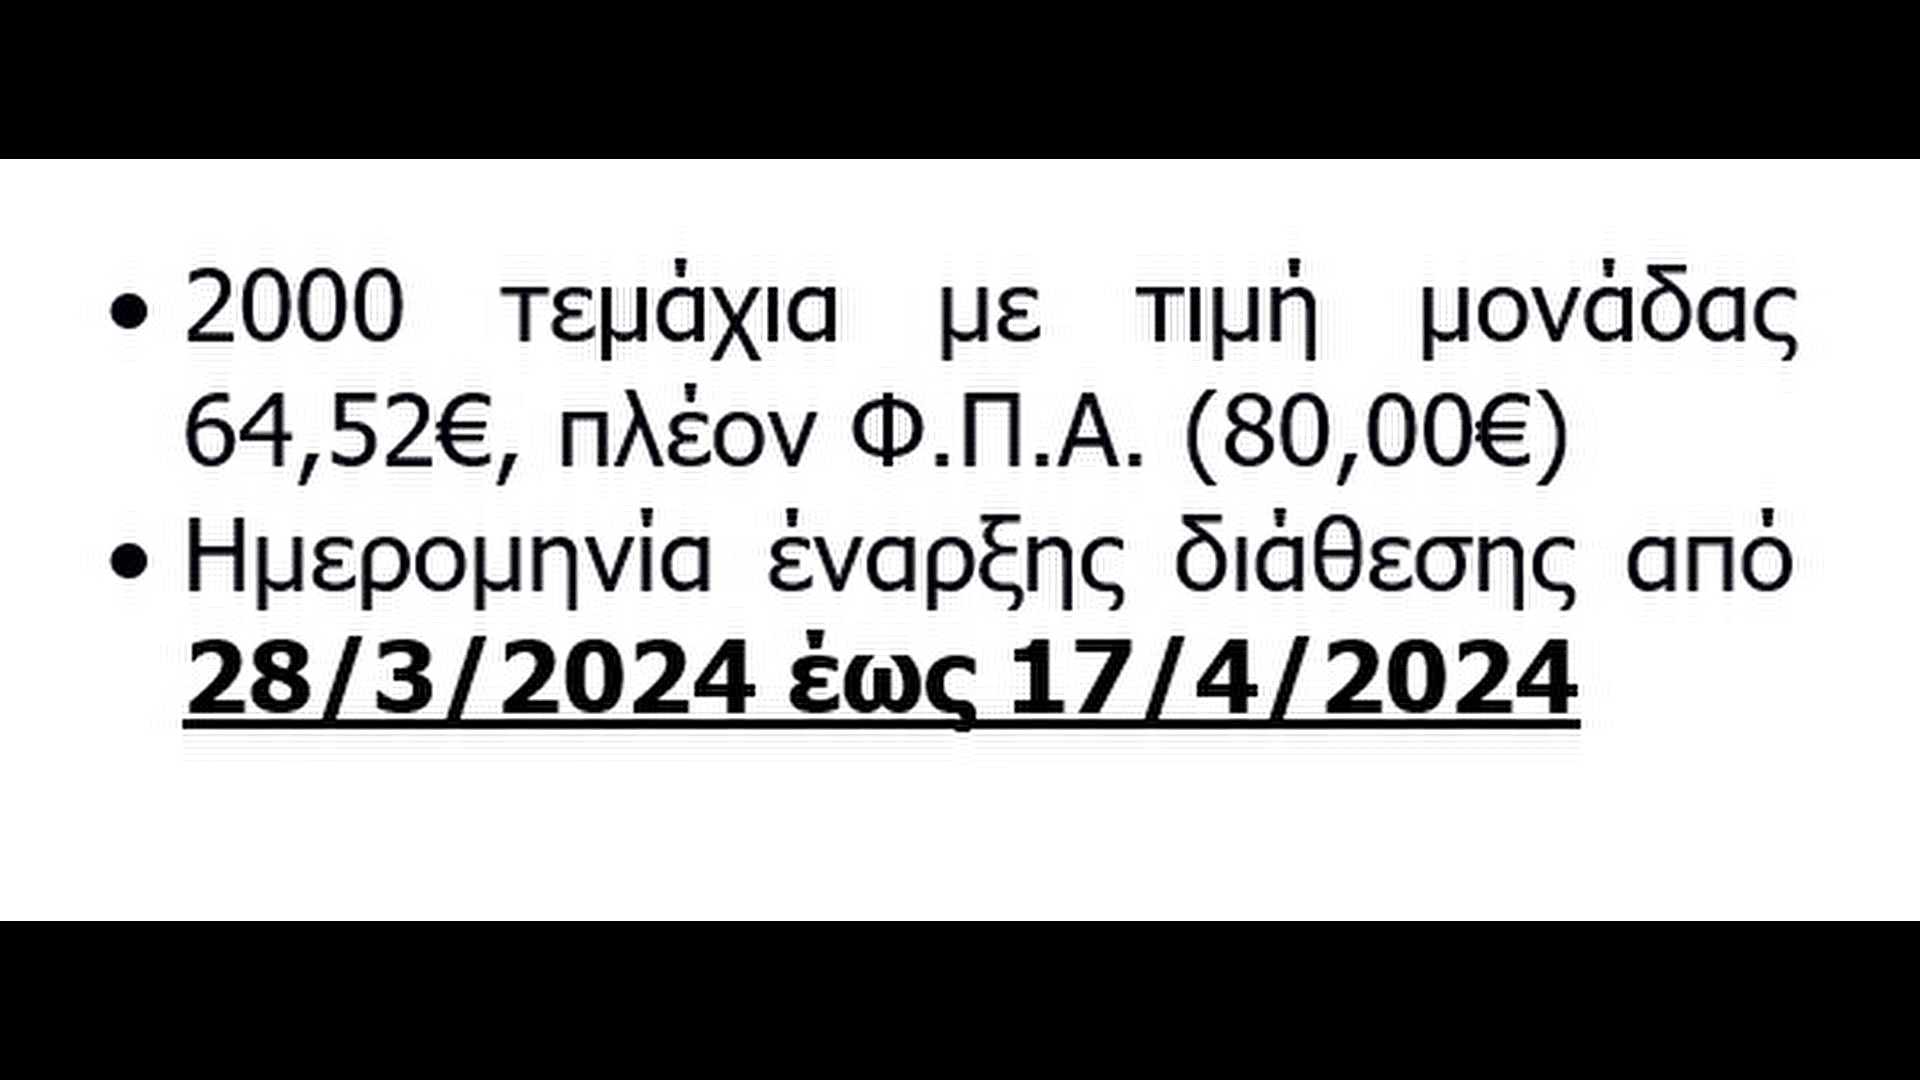 • 2000 τεμάχια με τιμή μονάδας
64,52€, πλέον Φ.Π.Α. (80,00€)
• Ημερομηνία έναρξης διάθεσης από
28/3/2024 έως 17/4/2024